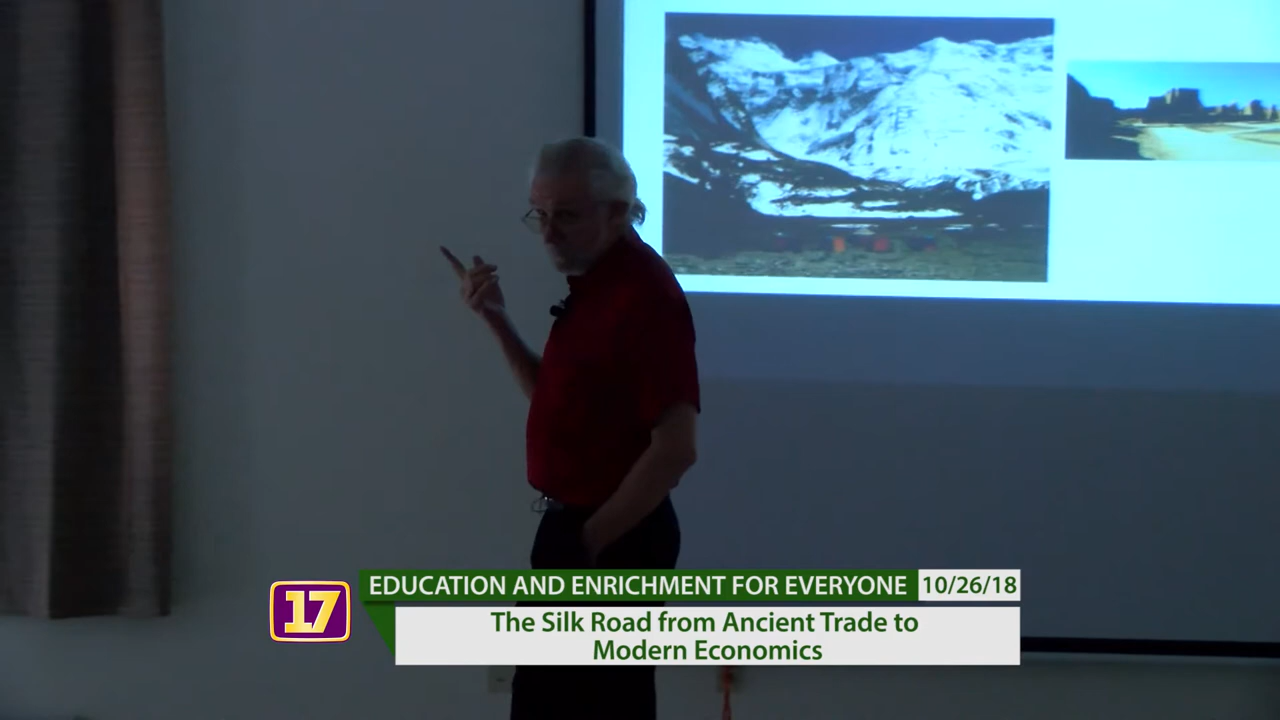 17
EDUCATION AND ENRICHMENT FOR EVERYONE 10/26/18
The Silk Road from Ancient Trade to
Modern Economics